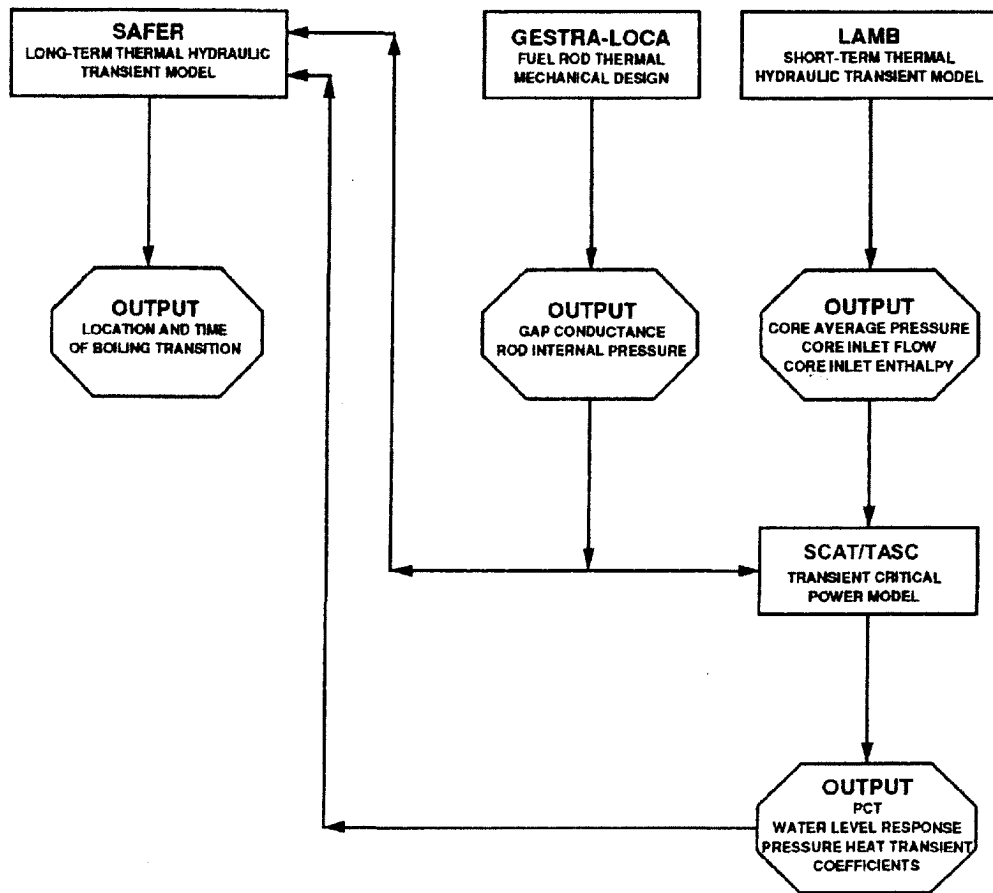 SAFER
LONG-TERM THERMAL HYDRAULIC
TRANSIENT MODEL
GESTRA-LOCA
FUEL ROD THERMAL
MECHANICAL DESIGN
LAMB
SHORT-TERM THERMAL
HYDRAULIC TRANSIENT MODEL
OUTPUT
LOCATION AND TIME
OF BOILING TRANSITION
OUTPUT
GAP CONDUCTANCE
ROD INTERNAL PRESSURE
OUTPUT
CORE AVERAGE PRESSURE
CORE INLET FLOW
CORE INLET ENTHALPY
SCAT/TASC
TRANSIENT CRITICAL
POWER MODEL
OUTPUT
PCT
WATER LEVEL RESPONSE
PRESSURE HEAT TRANSIENT
COEFFICIENTS